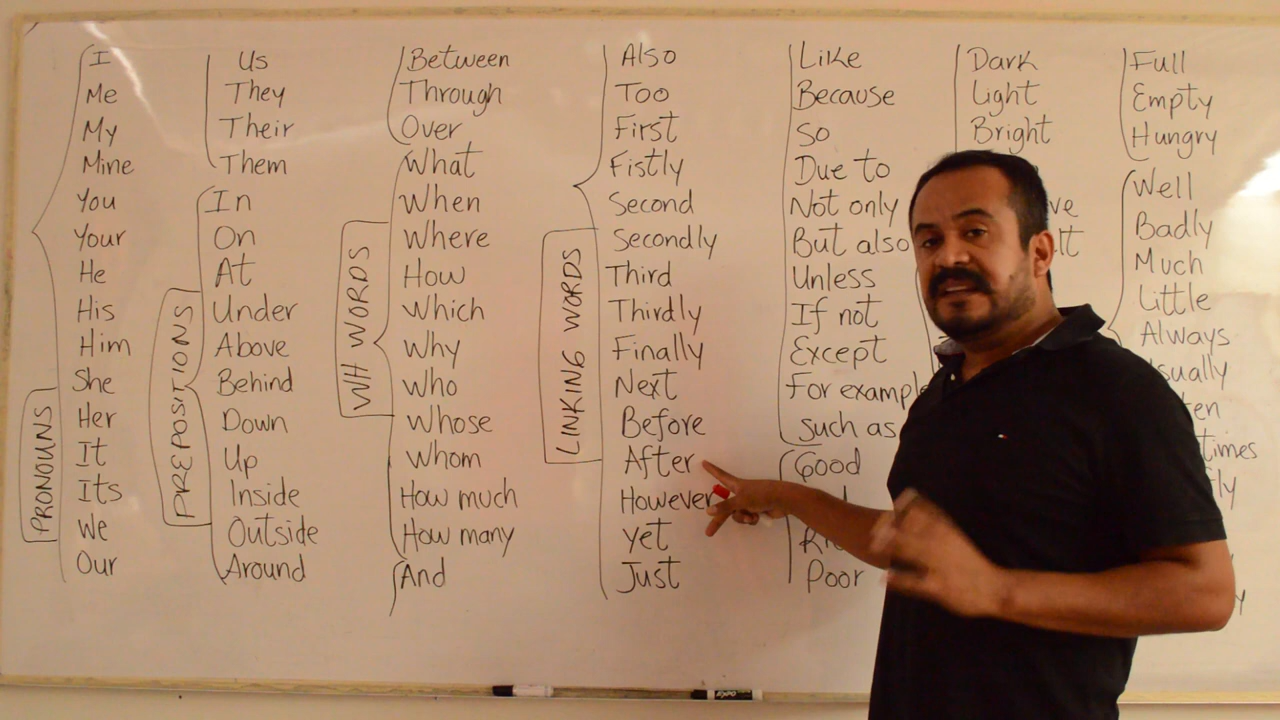 PRONOUNS
I
Me
My
Mine
You
Your
He
His
Him
She
Her
It
Its
We
Our
Us
They
Their
Them
PREPOSITIONS
In
On
At
Under
Above
Behind
Down
Up
Inside
Outside
Around
Between
Through
Over
WH WORDS
What
When
Where
How
Which
Why
Who
Whose
Whom
How much
How many
And
LINKING WORDS
Also
Too
First
Fistly
Second
Secondly
Third
Thirdly
Finally
Next
Before
After
However
yet
Just
Like
Because
So
Due to
Not only
But also
Unless
If not
Except
For example
such as
Good
Poor
Dark
Light
Bright
Full
Empty
Hungry
Well
Badly
Much
Little
Always